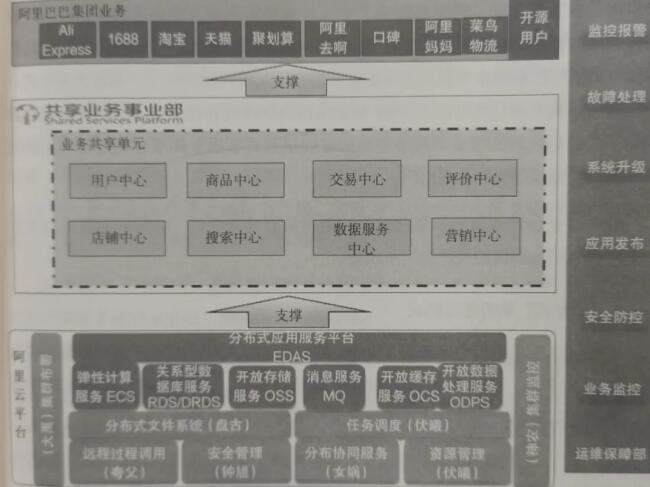 阿里巴巴集团业务
Ali
Express
1688
淘宝
天猫
聚划算
阿里
去啊
口碑
阿里
妈妈
菜鸟
物流
开源
用户
支撑
共享业务事业部
Shared Services Platform
业务共享单元
用户中心
商品中心
交易中心
评价中心
店铺中心
搜索中心
数据服务
中心
营销中心
支撑
阿里云平台
(大禹)集群布署
分布式应用服务平台
EDAS
弹性计算
服务 ECS
关系型数
据库服务
RDS/DRDS
开放存储
服务 OSS
消息服务
MQ
开放缓存
服务 OCS
开放数据
处理服务
ODPS
分布式文件系统(盘古)
任务调度(伏羲)
远程过程调用
(夸父)
安全管理
(钟馗)
分布协同服务
(女娲)
资源管理
(伏羲)
(神农)集群监控
监控报警
故障处理
系统升级
应用发布
安全防控
业务监控
运维保障部